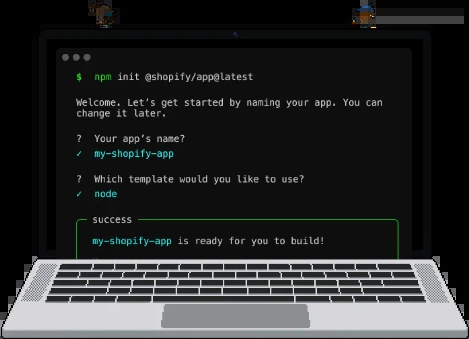 $ npm init @shopify/app@latest
Welcome. Let’s get started by naming your app. You can
change it later.
? Your app’s name?
✓ my-shopify-app
? Which template would you like to use?
✓ node
success
my-shopify-app is ready for you to build!